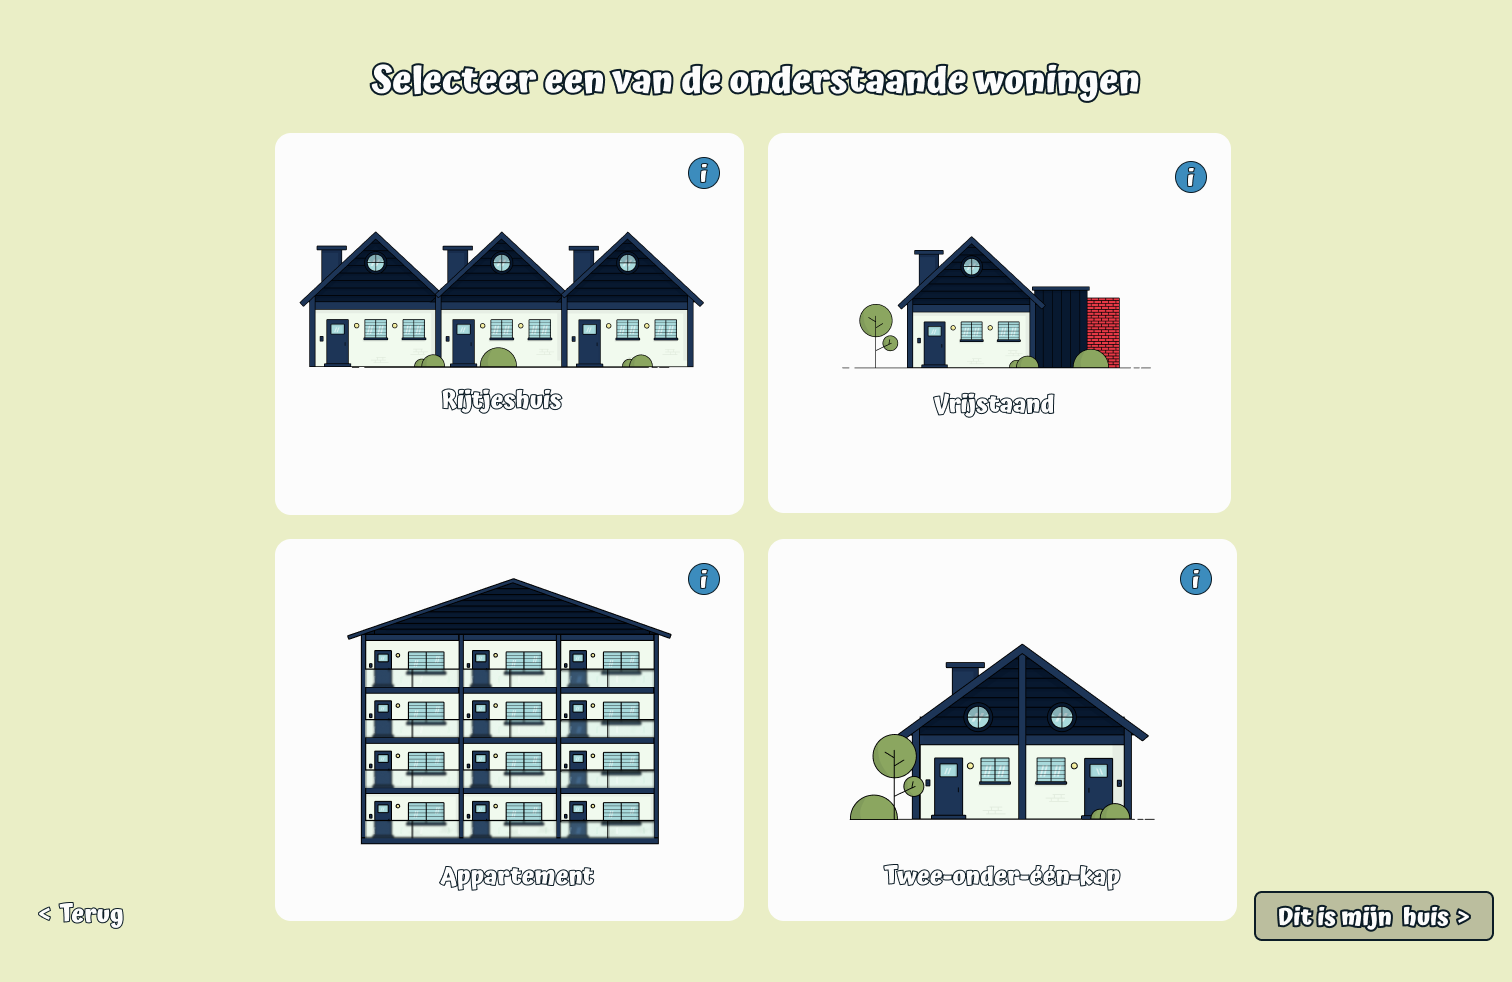 Selecteer een van de onderstaande woningen
i
i
Rijtjeshuis
Vrijstaand
i
i
Appartement
Twee-onder-één-kap
< Terug
Dit is mijn huis >